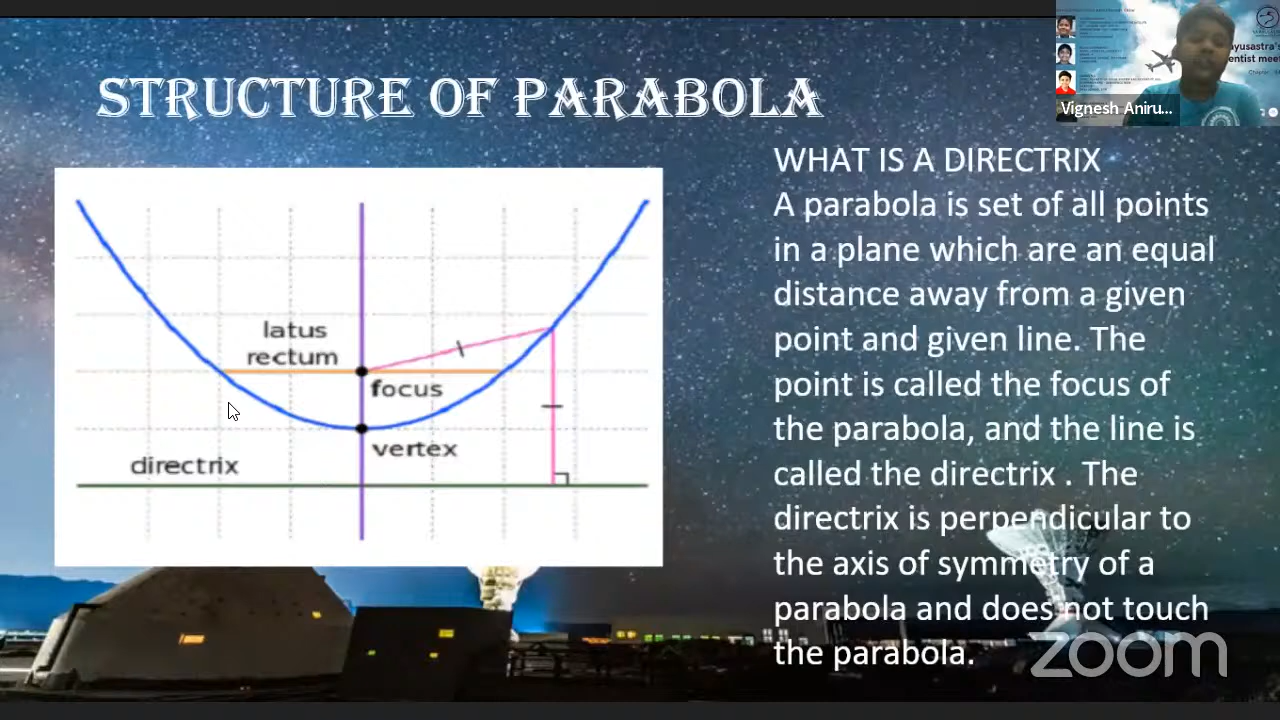 STRUCTURE OF PARABOLA
Vignesh Aniru...
WHAT IS A DIRECTRIX
A parabola is set of all points
in a plane which are an equal
distance away from a given
point and given line. The
point is called the focus of
the parabola, and the line is
called the directrix . The
directrix is perpendicular to
the axis of symmetry of a
parabola and does not touch
the parabola.
latus
rectum
focus
vertex
directrix
zoom